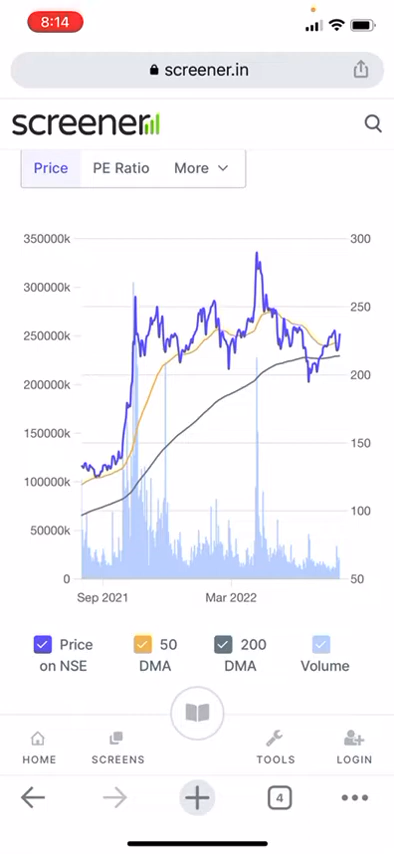 8:14
screener.in
screener
Price PE Ratio More
350000k 300
300000k 250
250000k
200000k 200
150000k 150
100000k 100
50000k
0 50
Sep 2021 Mar 2022
Price on NSE
50 DMA
200 DMA
Volume
HOME SCREENS TOOLS LOGIN
4